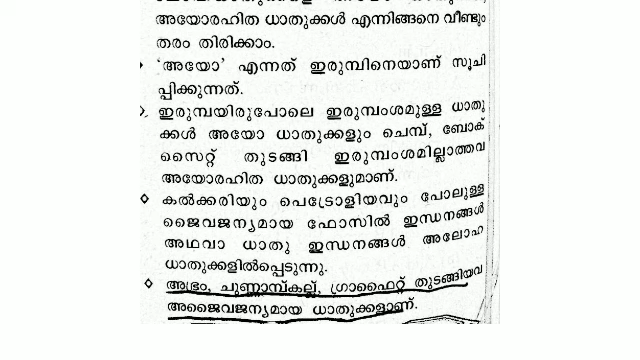 അയോരഹിത ധാതുക്കൾ എന്നിങ്ങനെ വീണ്ടും
തരം തിരിക്കാം.
‘അയോ’ എന്നത് ഇരുമ്പിനെയാണ് സൂചി
പ്പിക്കുന്നത്.
ഇരുമ്പയിരുപോലെ ഇരുമ്പംശമുള്ള ധാതു
ക്കൾ അയോ ധാതുക്കളും ചെമ്പ്, ബോക്
സൈറ്റ് തുടങ്ങി ഇരുമ്പംശമില്ലാത്തവ
അയോരഹിത ധാതുക്കളുമാണ്.
കൽക്കരിയും പെട്രോളിയവും പോലുള്ള
ജൈവജന്യമായ ഫോസിൽ ഇന്ധനങ്ങൾ
അഥവാ ധാതു ഇന്ധനങ്ങൾ അലോഹ
ധാതുക്കളിൽപ്പെടുന്നു.
അഭ്രം, ചുണ്ണാമ്പുകല്ല്, ഗ്രാഫൈറ്റ് തുടങ്ങിയവ
അജൈവജന്യമായ ധാതുക്കളാണ്.